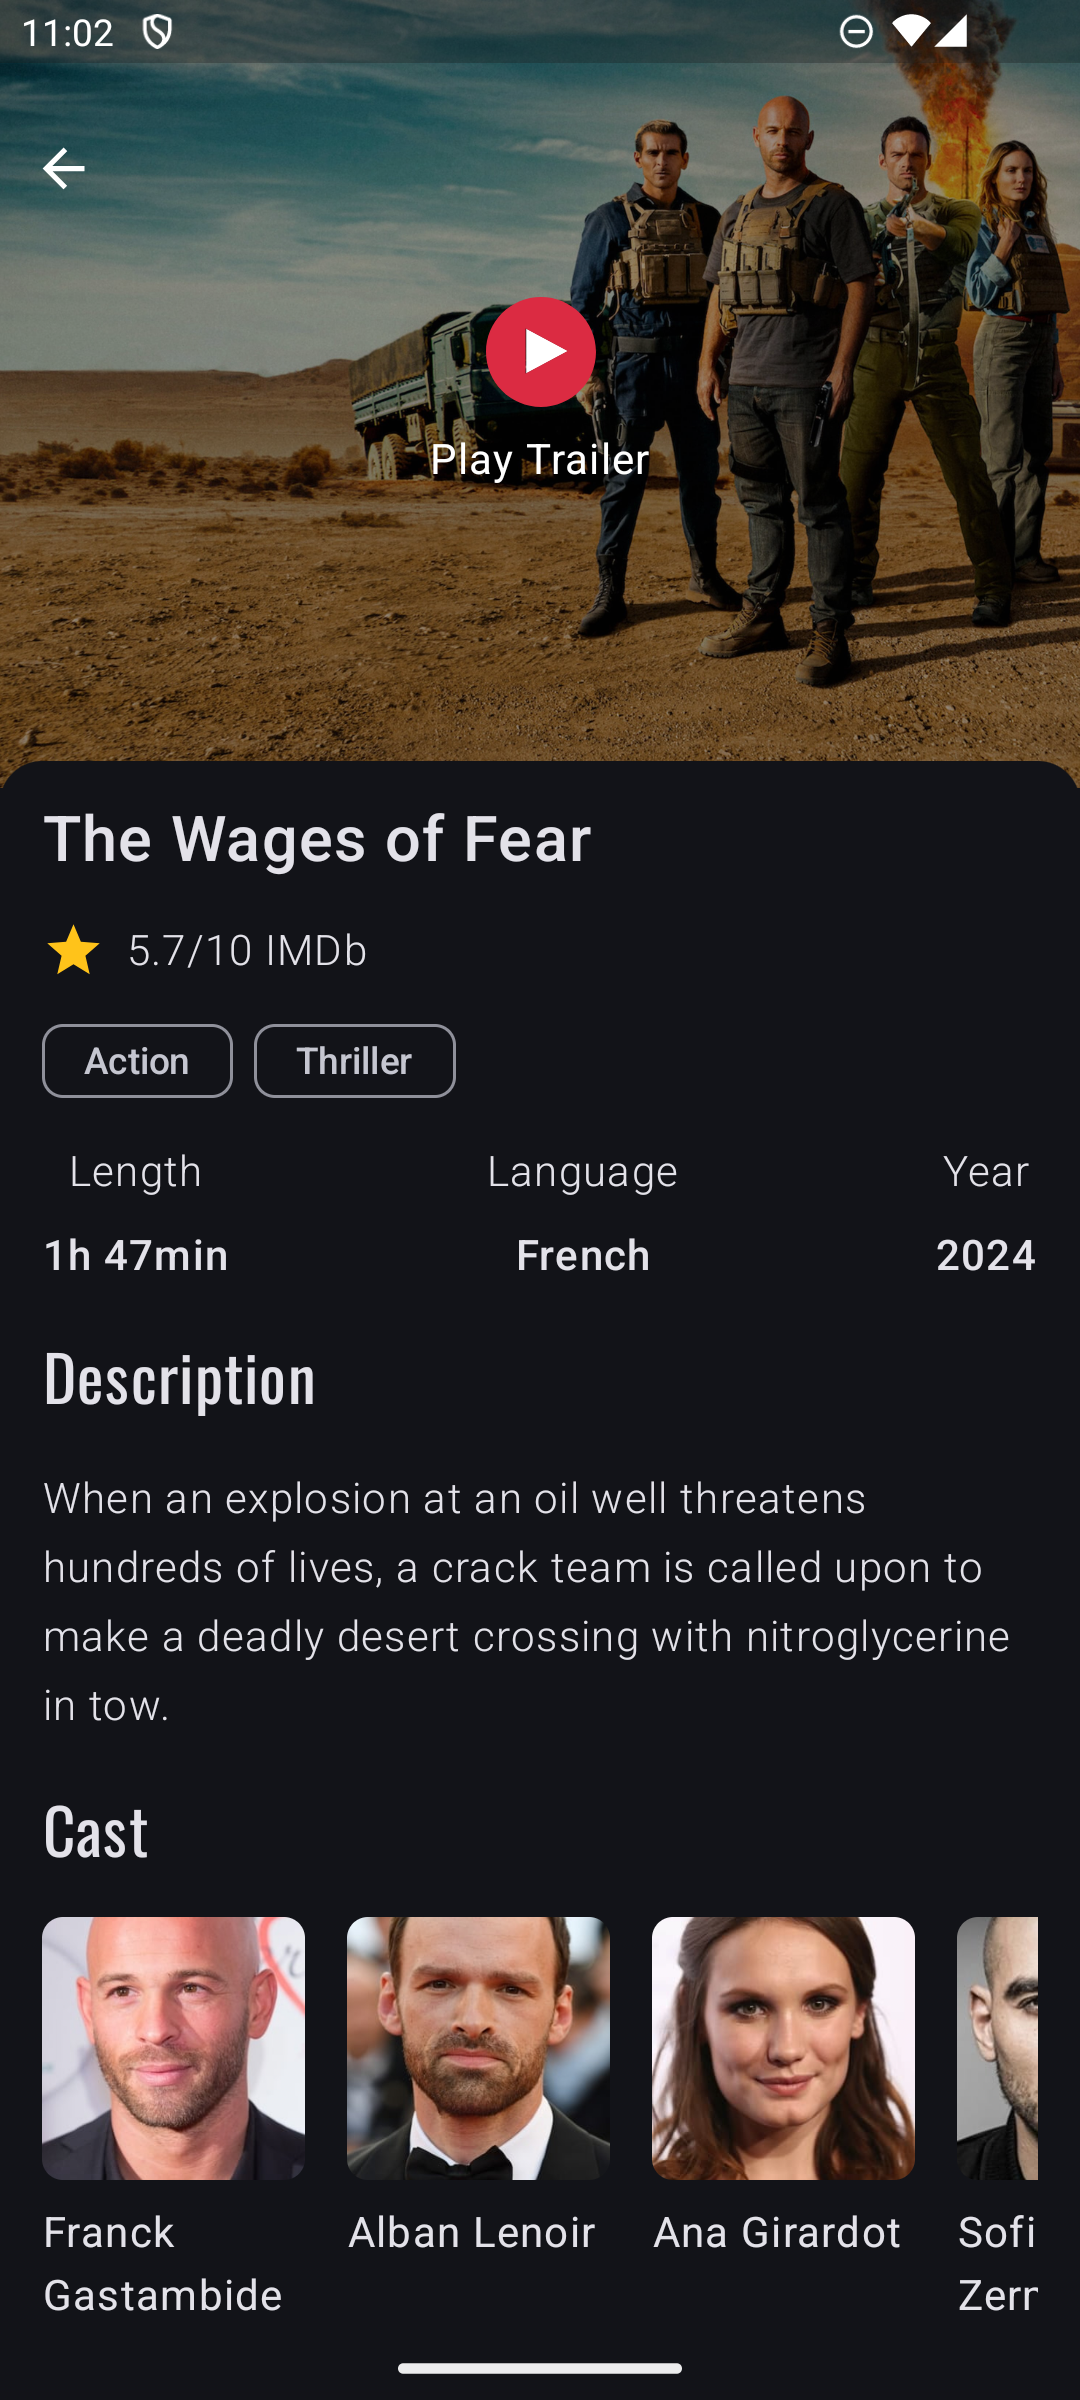 11:02
Play Trailer
The Wages of Fear
5.7/10 IMDb
Action Thriller
Length Language Year
1h 47min French 2024
Description
When an explosion at an oil well threatens
hundreds of lives, a crack team is called upon to
make a deadly desert crossing with nitroglycerine
in tow.
Cast
Franck Alban Lenoir Ana Girardot Sofi
Gastambide Zerr